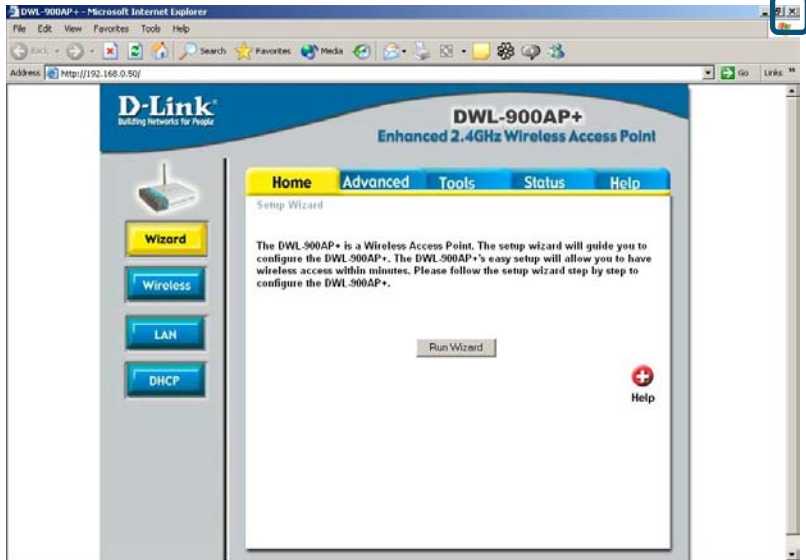 DWL-900AP+ - Microsoft Internet Explorer
File Edit View Favorites Tools Help
Back Search Favorites Media
Address http://192.168.0.50/ Go Links »
D-Link
Building Networks for People
DWL-900AP+
Enhanced 2.4GHz Wireless Access Point
Home Advanced Tools Status Help
Setup Wizard
Wizard
Wireless
LAN
DHCP
The DWL-900AP+ is a Wireless Access Point. The setup wizard will guide you to
configure the DWL-900AP+. The DWL-900AP+'s easy setup will allow you to have
wireless access within minutes. Please follow the setup wizard step by step to
configure the DWL-900AP+.
Run Wizard
Help